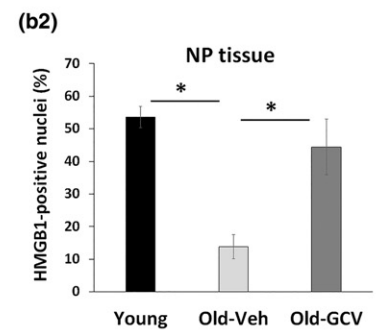 (b2)
NP tissue
HMGB1-positive nuclei (%)
70
60
50
40
30
20
10
0
*
*
Young Old-Veh Old-GCV